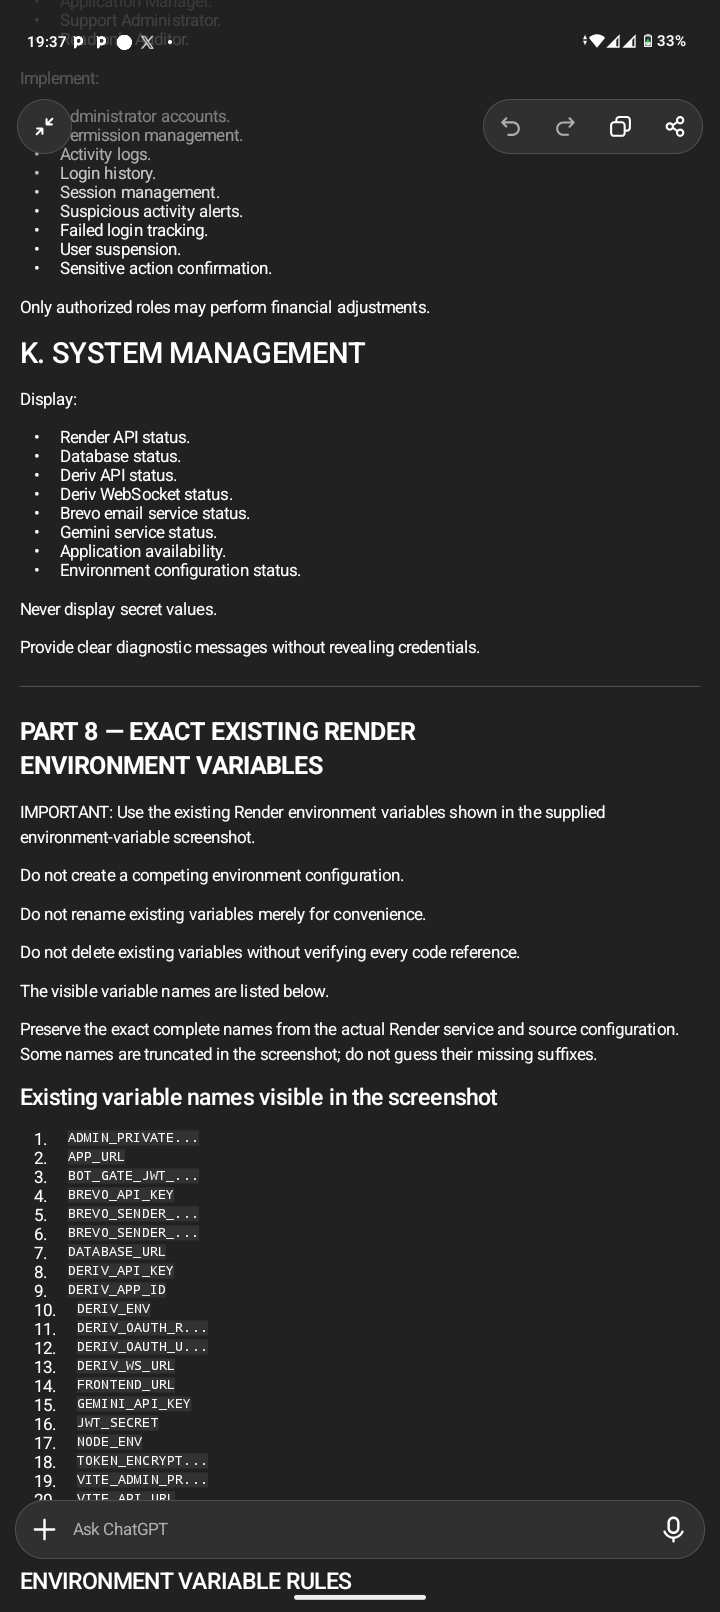 Application Manager.
Support Administrator.
19:37
33%
Implement:
dministrator accounts.
ermission management.
Activity logs.
Login history.
Session management.
Suspicious activity alerts.
Failed login tracking.
User suspension.
Sensitive action confirmation.
Only authorized roles may perform financial adjustments.
K. SYSTEM MANAGEMENT
Display:
Render API status.
Database status.
Deriv API status.
Deriv WebSocket status.
Brevo email service status.
Gemini service status.
Application availability.
Environment configuration status.
Never display secret values.
Provide clear diagnostic messages without revealing credentials.
PART 8 — EXACT EXISTING RENDER
ENVIRONMENT VARIABLES
IMPORTANT: Use the existing Render environment variables shown in the supplied
environment-variable screenshot.
Do not create a competing environment configuration.
Do not rename existing variables merely for convenience.
Do not delete existing variables without verifying every code reference.
The visible variable names are listed below.
Preserve the exact complete names from the actual Render service and source configuration.
Some names are truncated in the screenshot; do not guess their missing suffixes.
Existing variable names visible in the screenshot
1. ADMIN_PRIVATE...
2. APP_URL
3. BOT_GATE_JWT_...
4. BREVO_API_KEY
5. BREVO_SENDER_...
6. BREVO_SENDER_...
7. DATABASE_URL
8. DERIV_API_KEY
9. DERIV_APP_ID
10. DERIV_ENV
11. DERIV_OAUTH_R...
12. DERIV_OAUTH_U...
13. DERIV_WS_URL
14. FRONTEND_URL
15. GEMINI_API_KEY
16. JWT_SECRET
17. NODE_ENV
18. TOKEN_ENCRYPT...
19. VITE_ADMIN_PR...
20. VITE_API_URL
Ask ChatGPT
ENVIRONMENT VARIABLE RULES